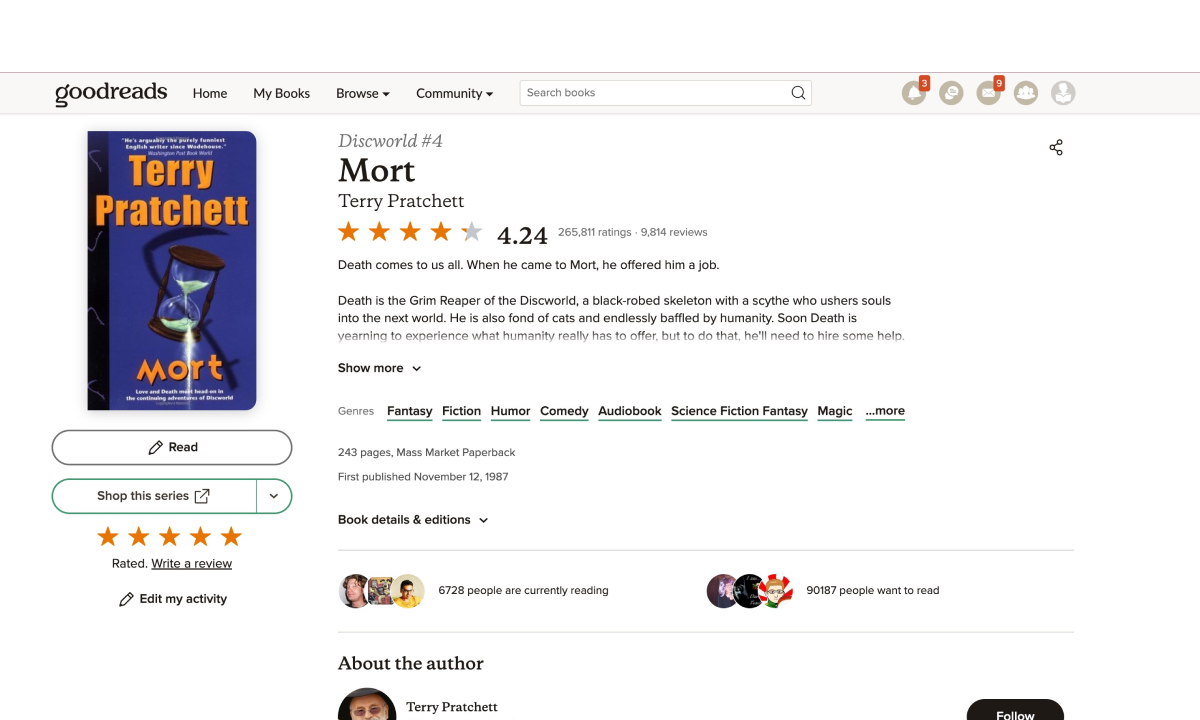 goodreads
Home
My Books
Browse
Community
Search books
3
9
"He's arguably the purely funniest
English writer since Wodehouse."
Washington Post Book World
Terry
Pratchett
Mort
Love and Death meet head-on in
the continuing adventures of Discworld
Read
Shop this series
Rated. Write a review
Edit my activity
Discworld #4
Mort
Terry Pratchett
4.24
265,811 ratings · 9,814 reviews
Death comes to us all. When he came to Mort, he offered him a job.
Death is the Grim Reaper of the Discworld, a black-robed skeleton with a scythe who ushers souls
into the next world. He is also fond of cats and endlessly baffled by humanity. Soon Death is
yearning to experience what humanity really has to offer, but to do that, he'll need to hire some help.
Show more
Genres Fantasy Fiction Humor Comedy Audiobook Science Fiction Fantasy Magic ...more
243 pages, Mass Market Paperback
First published November 12, 1987
Book details & editions
6728 people are currently reading
90187 people want to read
About the author
Terry Pratchett
Follow